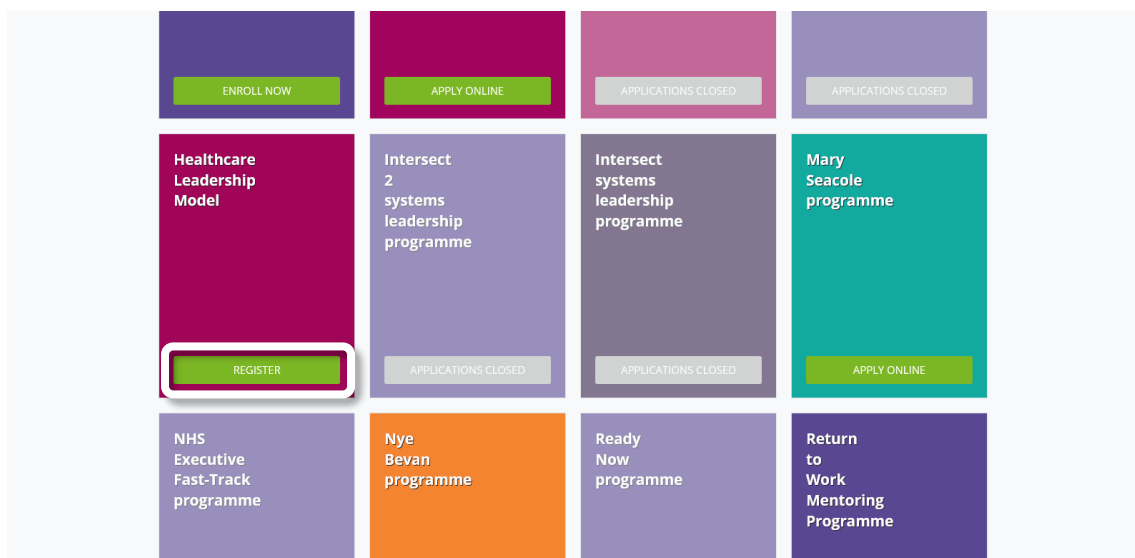 ENROLL NOW
APPLY ONLINE
APPLICATIONS CLOSED
APPLICATIONS CLOSED
Healthcare
Leadership
Model
REGISTER
Intersect
2
systems
leadership
programme
APPLICATIONS CLOSED
Intersect
systems
leadership
programme
APPLICATIONS CLOSED
Mary
Seacole
programme
APPLY ONLINE
NHS
Executive
Fast-Track
programme
Nye
Bevan
programme
Ready
Now
programme
Return
to
Work
Mentoring
Programme